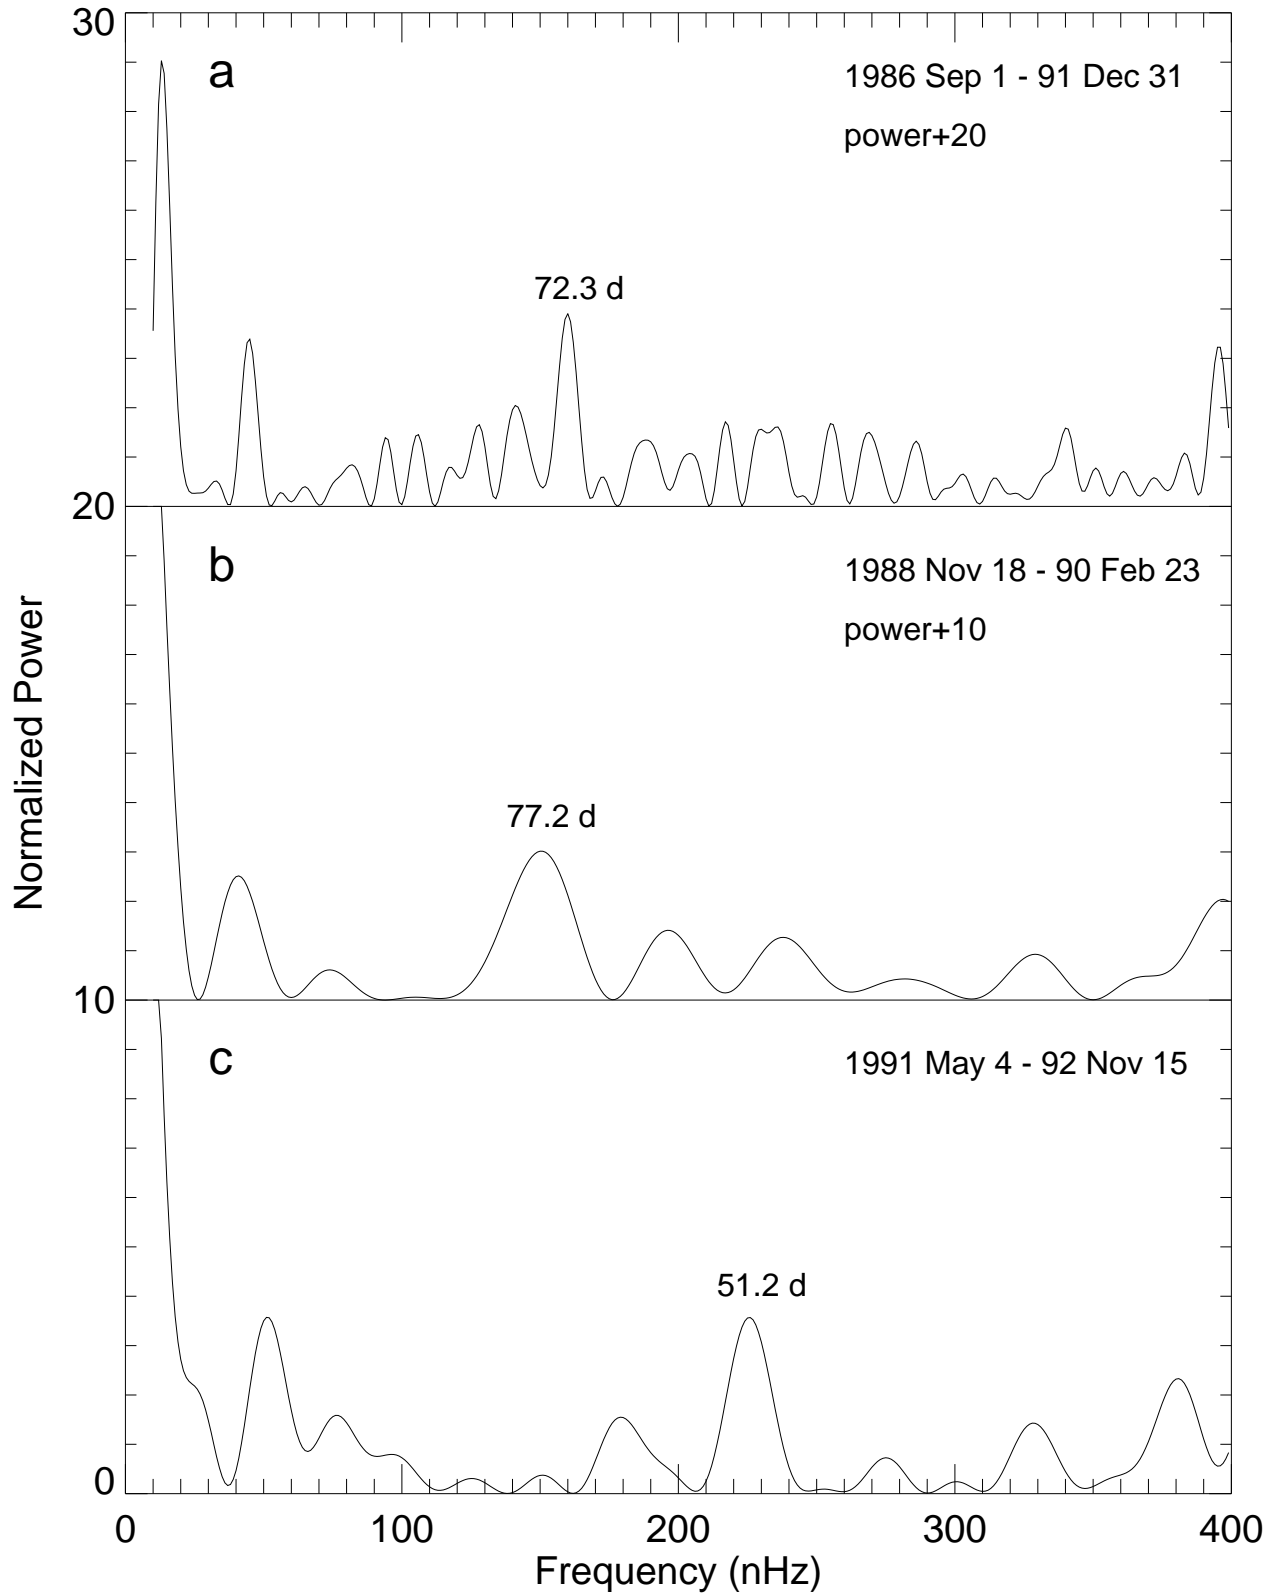 30
a
1986 Sep 1 - 91 Dec 31
power+20
72.3 d
20
b
1988 Nov 18 - 90 Feb 23
power+10
77.2 d
Normalized Power
10
c
1991 May 4 - 92 Nov 15
51.2 d
0
0 100 200 300 400
Frequency (nHz)